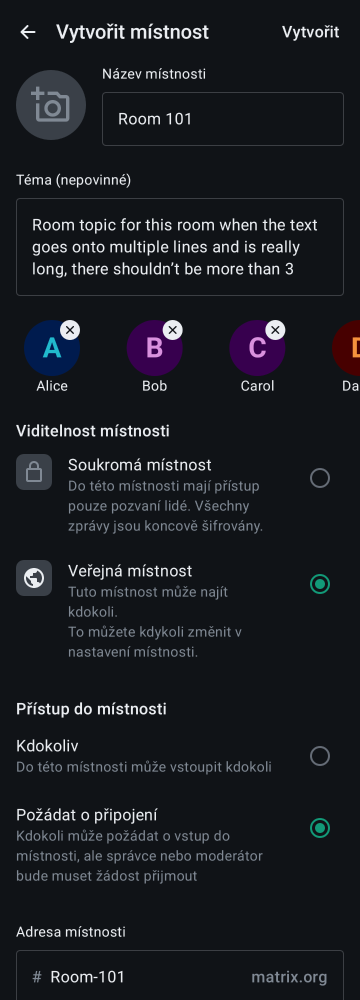 Vytvořit místnost
Vytvořit
Název místnosti
Room 101
Téma (nepovinné)
Room topic for this room when the text
goes onto multiple lines and is really
long, there shouldn’t be more than 3
A
B
C
Alice
Bob
Carol
Da
Viditelnost místnosti
Soukromá místnost
Do této místnosti mají přístup
pouze pozvaní lidé. Všechny
zprávy jsou koncově šifrovány.
Veřejná místnost
Tuto místnost může najít
kdokoli.
To můžete kdykoli změnit v
nastavení místnosti.
Přístup do místnosti
Kdokoliv
Do této místnosti může vstoupit kdokoli
Požádat o připojení
Kdokoli může požádat o vstup do
místnosti, ale správce nebo moderátor
bude muset žádost přijmout
Adresa místnosti
# Room-101 matrix.org